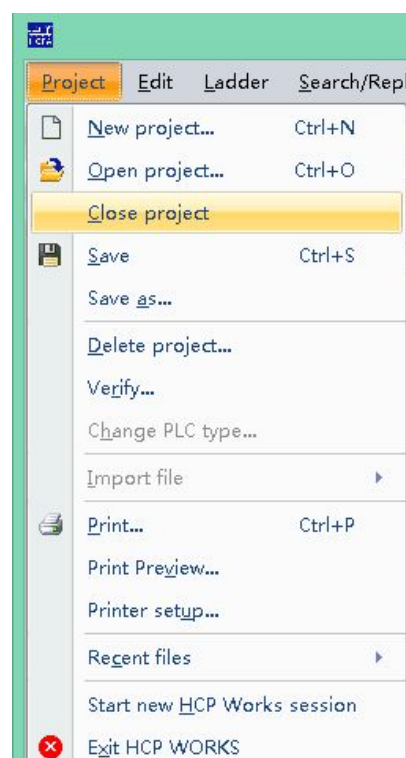 Project Edit Ladder Search/Repl
New project... Ctrl+N
Open project... Ctrl+O
Close project
Save Ctrl+S
Save as...
Delete project...
Verify...
Change PLC type...
Import file
Print... Ctrl+P
Print Preview...
Printer setup...
Recent files
Start new HCP Works session
Exit HCP WORKS